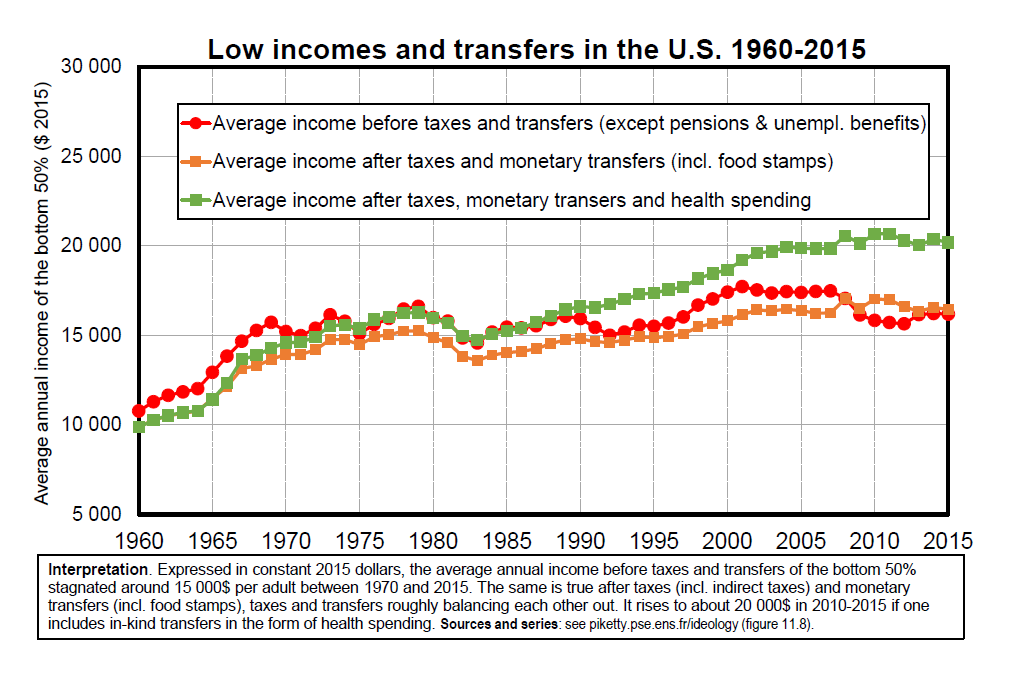 Low incomes and transfers in the U.S. 1960-2015
Average annual income of the bottom 50% ($ 2015)
30 000
25 000
20 000
15 000
10 000
5 000
Average income before taxes and transfers (except pensions & unempl. benefits)
Average income after taxes and monetary transfers (incl. food stamps)
Average income after taxes, monetary transers and health spending
1960 1965 1970 1975 1980 1985 1990 1995 2000 2005 2010 2015
Interpretation. Expressed in constant 2015 dollars, the average annual income before taxes and transfers of the bottom 50%
stagnated around 15 000$ per adult between 1970 and 2015. The same is true after taxes (incl. indirect taxes) and monetary
transfers (incl. food stamps), taxes and transfers roughly balancing each other out. It rises to about 20 000$ in 2010-2015 if one
includes in-kind transfers in the form of health spending. Sources and series: see piketty.pse.ens.fr/ideology (figure 11.8).